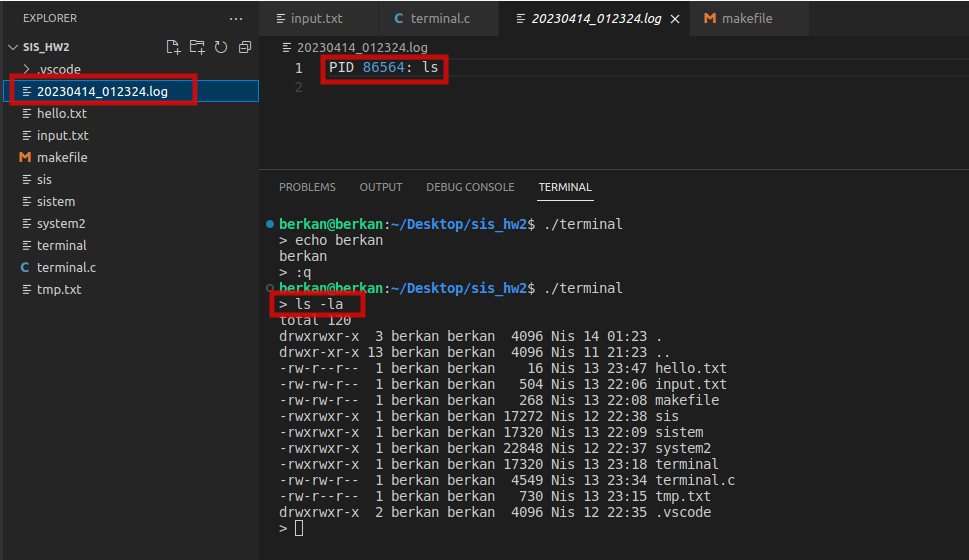 EXPLORER ...
SIS_HW2
.vscode
20230414_012324.log
hello.txt
input.txt
M makefile
sis
sistem
system2
terminal
C terminal.c
tmp.txt
input.txt C terminal.c 20230414_012324.log × M makefile
20230414_012324.log
1 PID 86564: ls
2
PROBLEMS OUTPUT DEBUG CONSOLE TERMINAL
berkan@berkan:~/Desktop/sis_hw2$ ./terminal
> echo berkan
berkan
> :q
berkan@berkan:~/Desktop/sis_hw2$ ./terminal
> ls -la
total 120
drwxrwxr-x 3 berkan berkan 4096 Nis 14 01:23 .
drwxr-xr-x 13 berkan berkan 4096 Nis 11 21:23 ..
-rw-r--r-- 1 berkan berkan 16 Nis 13 23:47 hello.txt
-rw-rw-r-- 1 berkan berkan 504 Nis 13 22:06 input.txt
-rw-rw-r-- 1 berkan berkan 268 Nis 13 22:08 makefile
-rwxrwxr-x 1 berkan berkan 17272 Nis 12 22:38 sis
-rwxrwxr-x 1 berkan berkan 17320 Nis 13 22:09 sistem
-rwxrwxr-x 1 berkan berkan 22848 Nis 12 22:37 system2
-rwxrwxr-x 1 berkan berkan 17320 Nis 13 23:18 terminal
-rw-rw-r-- 1 berkan berkan 4549 Nis 13 23:34 terminal.c
-rw-rw-r-- 1 berkan berkan 730 Nis 13 23:15 tmp.txt
drwxrwxr-x 2 berkan berkan 4096 Nis 12 22:35 .vscode
>